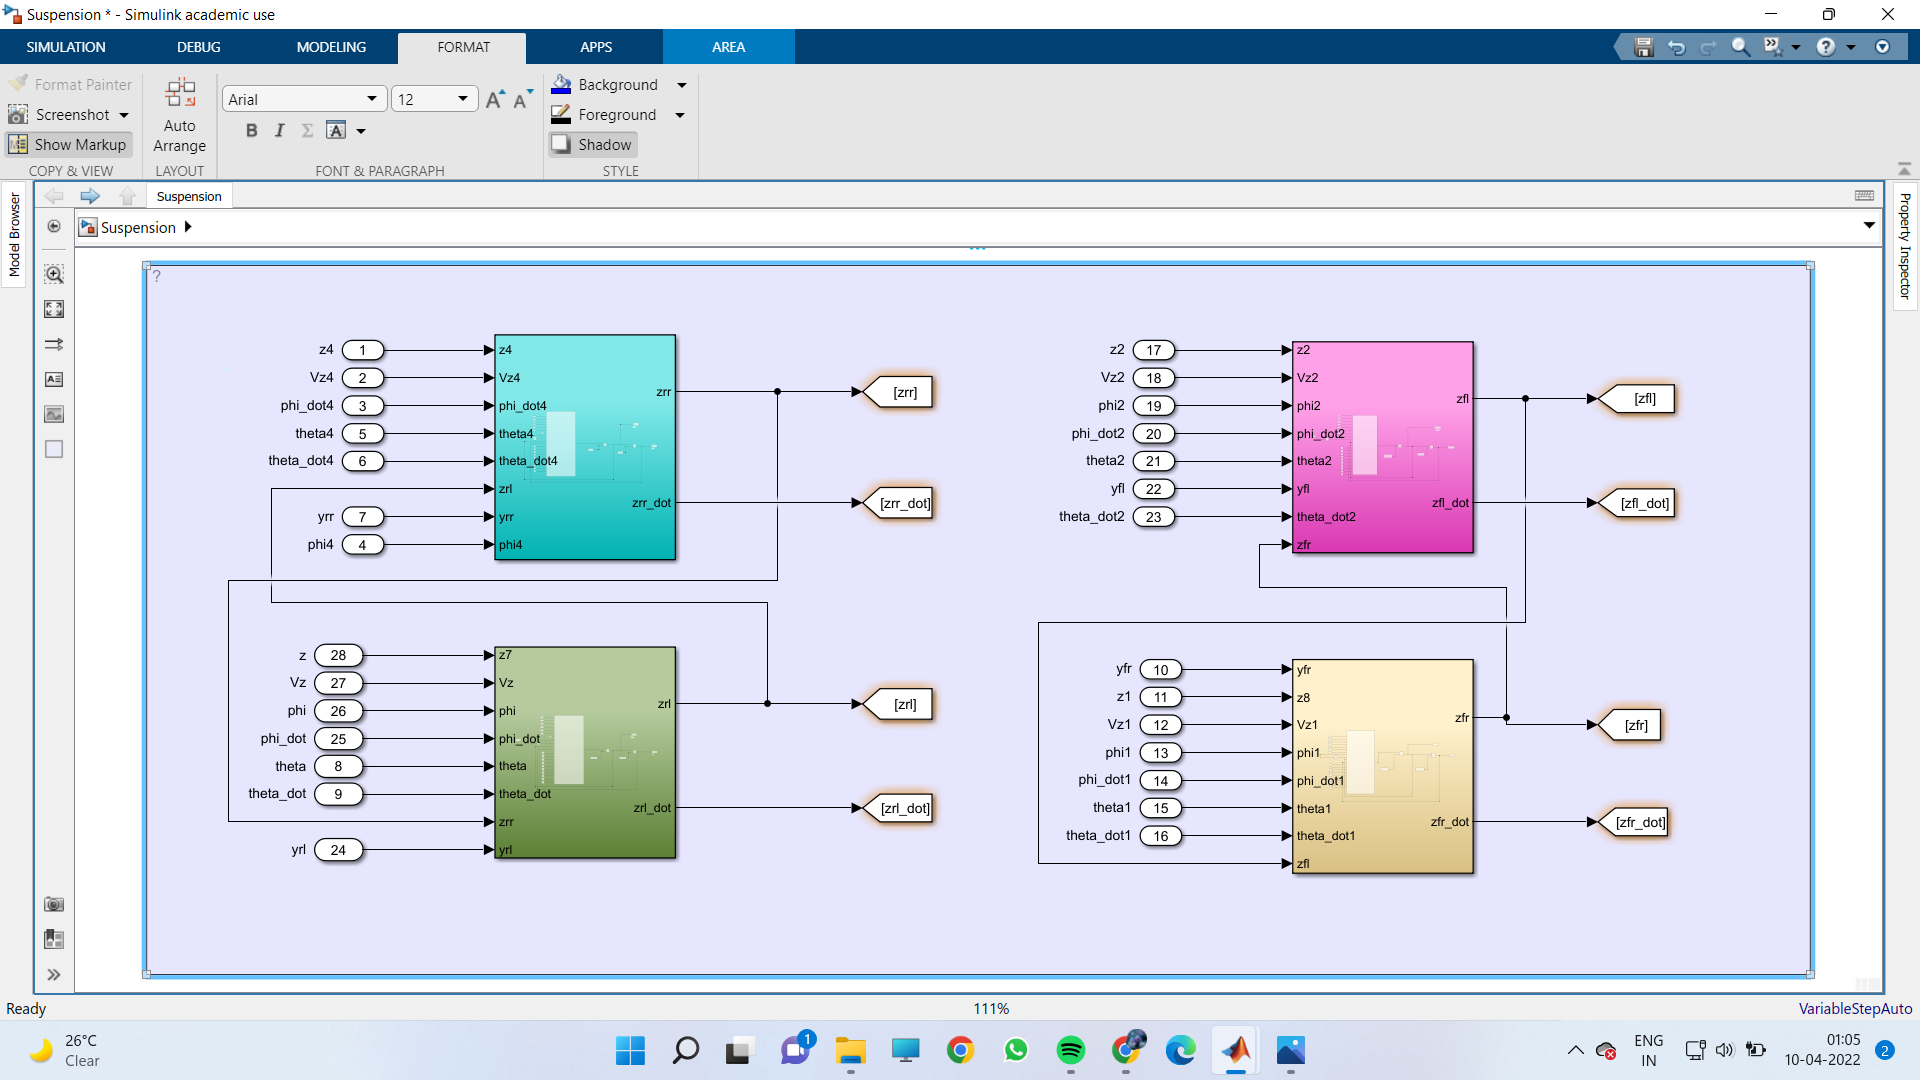 Suspension * - Simulink academic use
SIMULATION DEBUG MODELING FORMAT APPS AREA
Format Painter
Screenshot
Show Markup
COPY & VIEW
Auto
Arrange
LAYOUT
Arial 12
B I Σ A
FONT & PARAGRAPH
Background
Foreground
Shadow
STYLE
Model Browser
Property Inspector
Suspension
Suspension
?
z4 1 z4
Vz4 2 Vz4
phi_dot4 3 phi_dot4
theta4 5 theta4
theta_dot4 6 theta_dot4
zrl
yrr 7 yrr
phi4 4 phi4
zrr [zrr]
zrr_dot [zrr_dot]
z2 17 z2
Vz2 18 Vz2
phi2 19 phi2
phi_dot2 20 phi_dot2
theta2 21 theta2
yfl 22 yfl
theta_dot2 23 theta_dot2
zfr
zfl [zfl]
zfl_dot [zfl_dot]
z 28 z7
Vz 27 Vz
phi 26 phi
phi_dot 25 phi_dot
theta 8 theta
theta_dot 9 theta_dot
zrr
yrl 24 yrl
zrl [zrl]
zrl_dot [zrl_dot]
yfr 10 yfr
z1 11 z8
Vz1 12 Vz1
phi1 13 phi1
phi_dot1 14 phi_dot1
theta1 15 theta1
theta_dot1 16 theta_dot1
zfl
zfr [zfr]
zfr_dot [zfr_dot]
Ready 111% VariableStepAuto
26°C
Clear
1
ENG
IN
01:05
10-04-2022
2